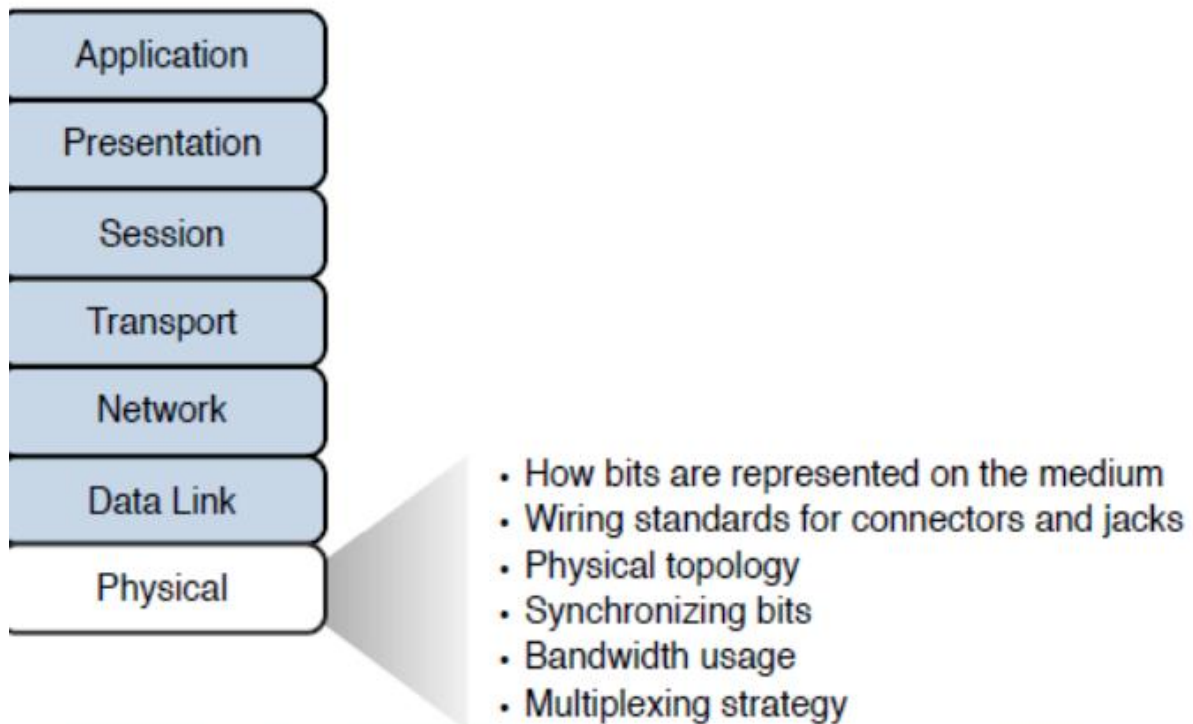 Application
Presentation
Session
Transport
Network
Data Link
Physical
• How bits are represented on the medium
• Wiring standards for connectors and jacks
• Physical topology
• Synchronizing bits
• Bandwidth usage
• Multiplexing strategy